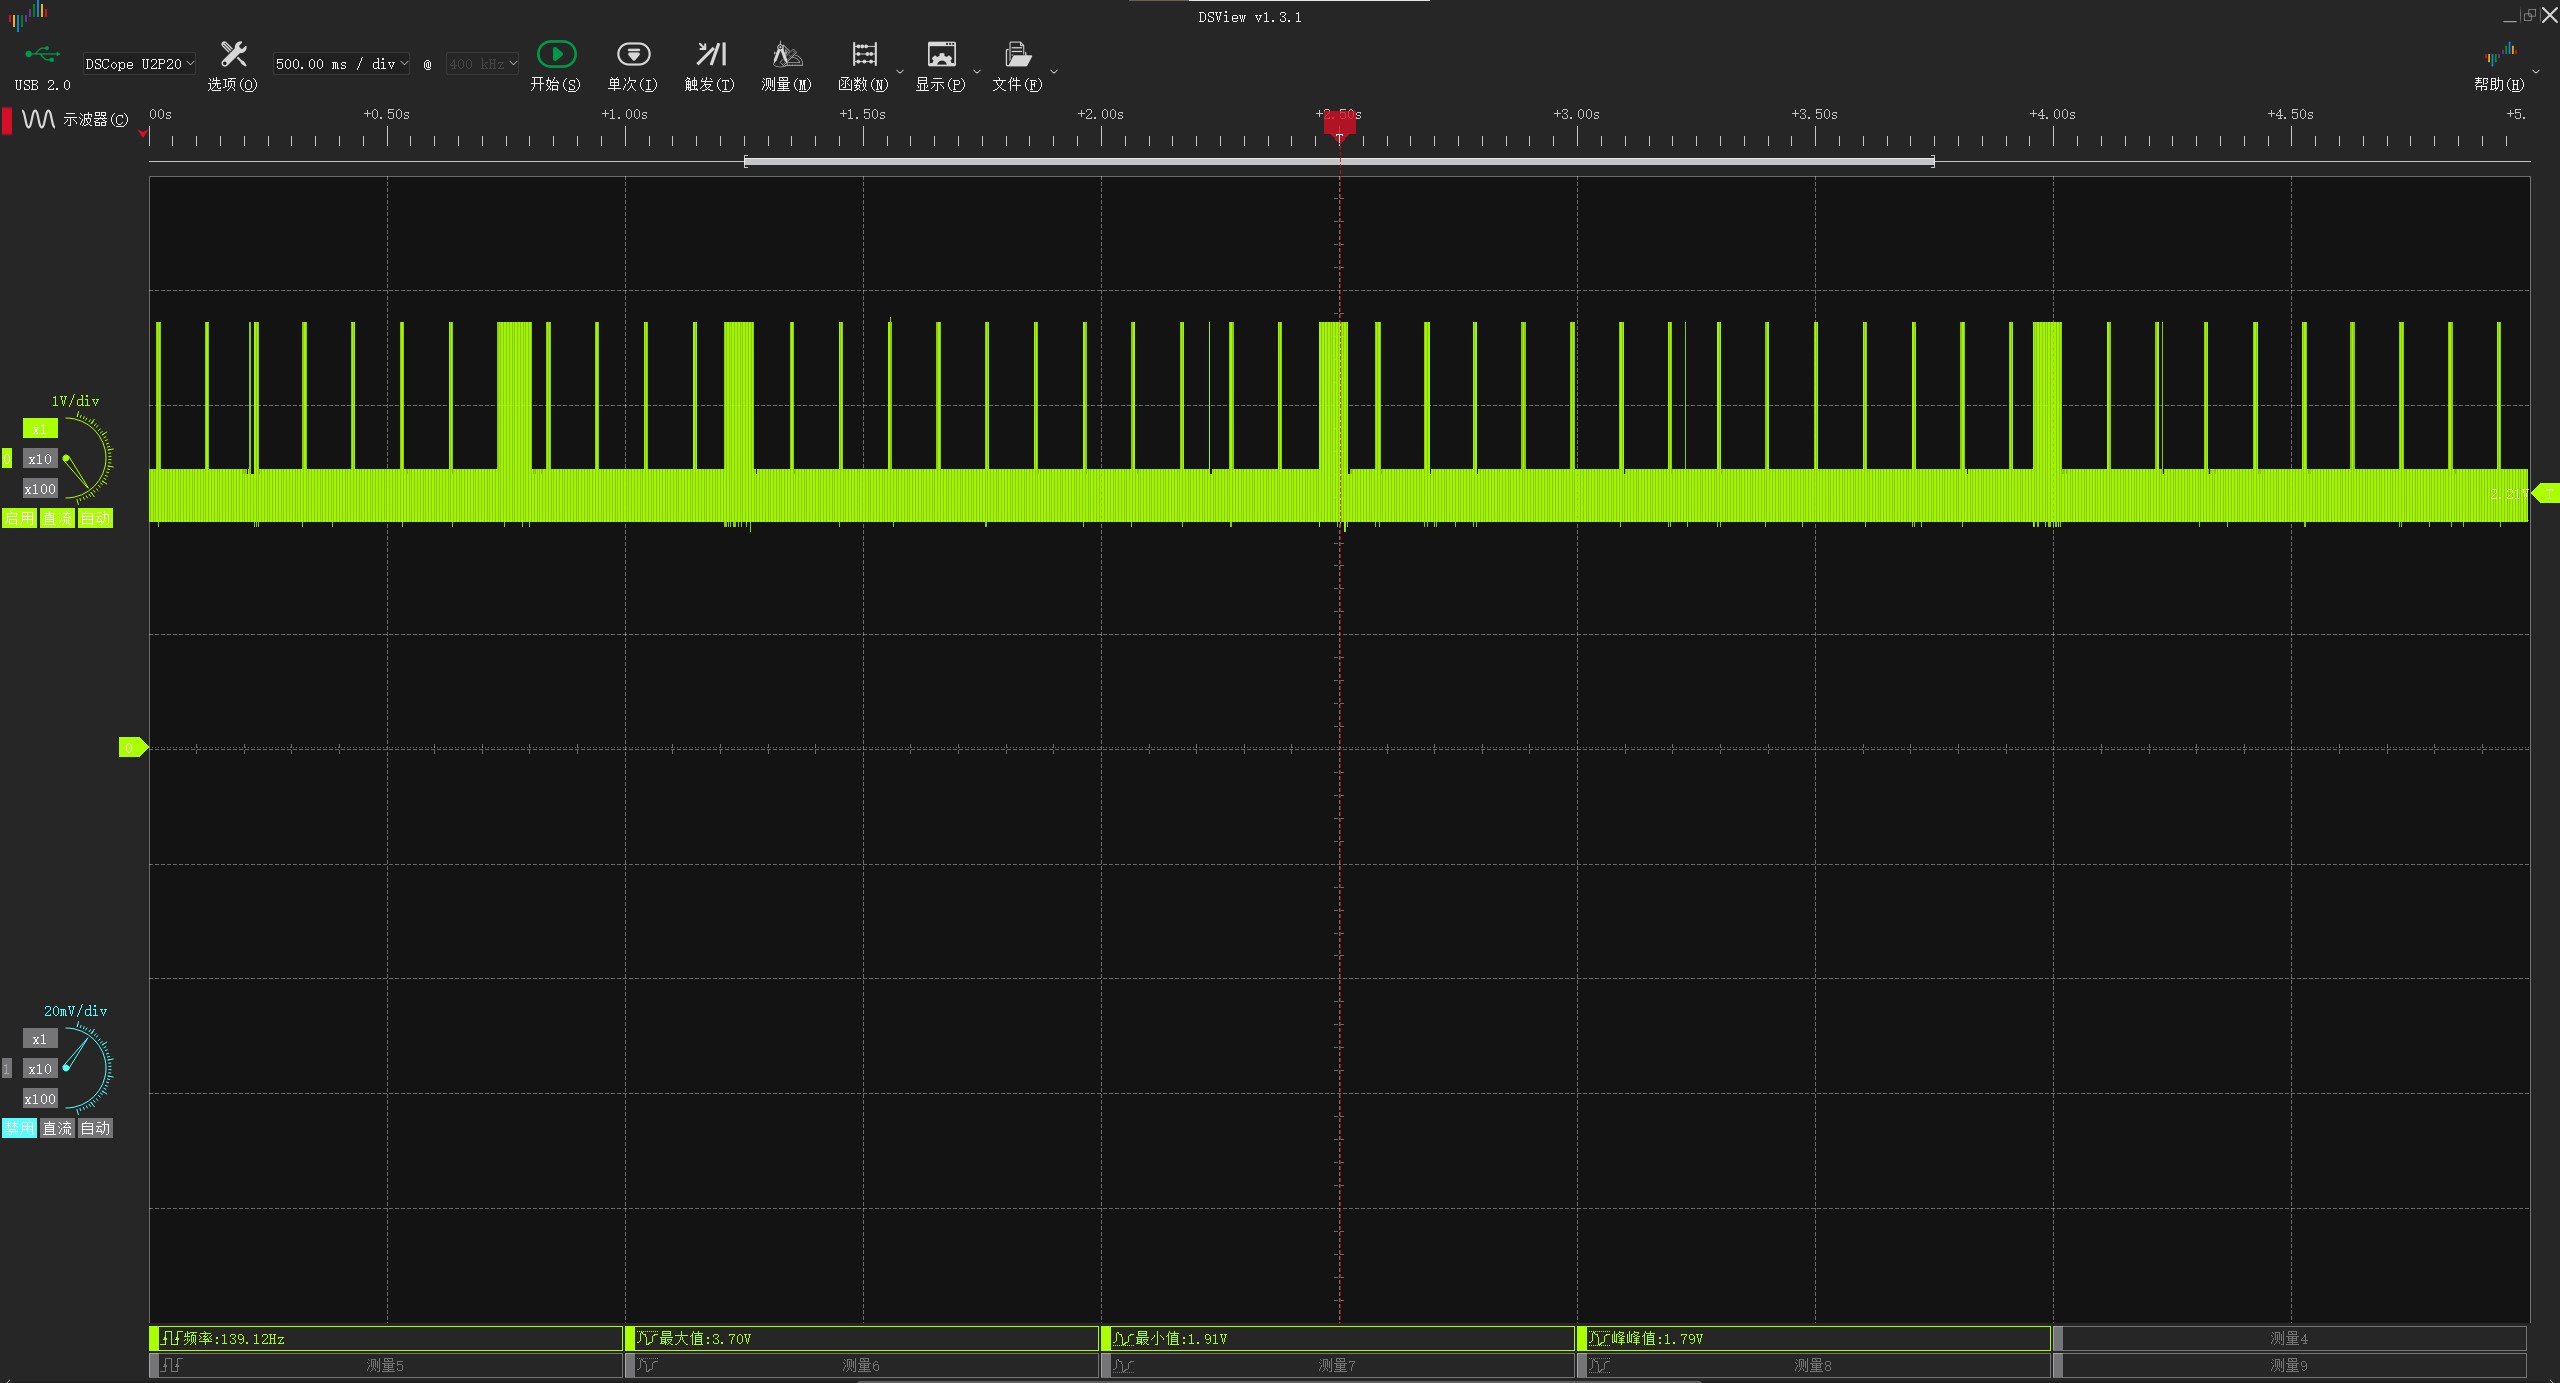 DSView v1.3.1
USB 2.0
DSCope U2P20
选项(O)
500.00 ms / div
@
400 kHz
开始(S)
单次(I)
触发(T)
测量(M)
函数(N)
显示(P)
文件(F)
帮助(H)
示波器(C)
00s +0.50s +1.00s +1.50s +2.00s +2.50s +3.00s +3.50s +4.00s +4.50s +5.
T
1V/div
x1
0 x10
x100
启用 直流 自动
2.21V T
0
20mV/div
x1
1 x10
x100
禁用 直流 自动
频率:139.12Hz 最大值:3.70V 最小值:1.91V 峰峰值:1.79V 测量4
测量5 测量6 测量7 测量8 测量9